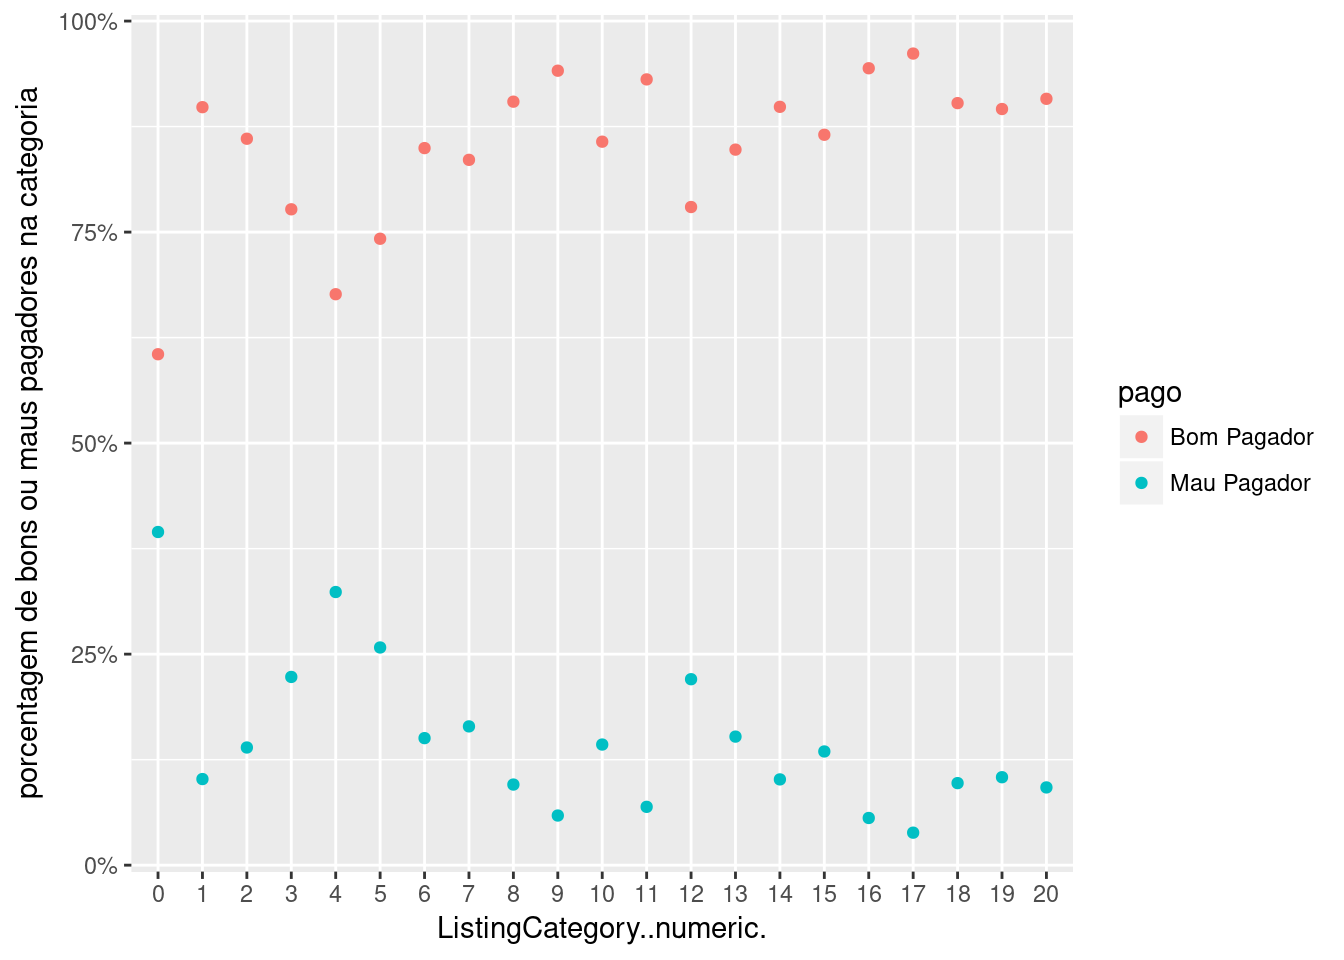 porcentagem de bons ou maus pagadores na categoria
100%
75%
50%
25%
0%
0 1 2 3 4 5 6 7 8 9 10 11 12 13 14 15 16 17 18 19 20
ListingCategory..numeric.
pago
Bom Pagador
Mau Pagador